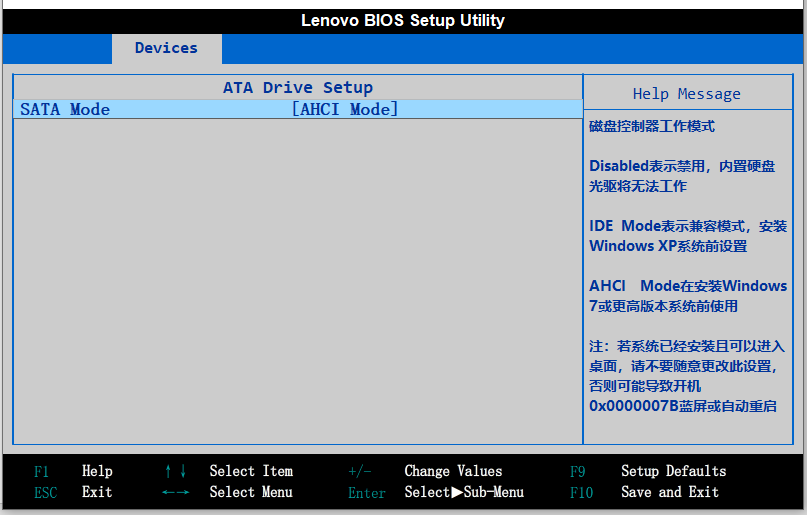 Lenovo BIOS Setup Utility
Devices
ATA Drive Setup
SATA Mode [AHCI Mode]
Help Message
磁盘控制器工作模式
Disabled表示禁用，内置硬盘
光驱将无法工作
IDE Mode表示兼容模式，安装
Windows XP系统前设置
AHCI Mode在安装Windows
7或更高版本系统前使用
注：若系统已经安装且可以进入
桌面，请不要随意更改此设置，
否则可能导致开机
0x0000007B蓝屏或自动重启
F1 Help ↑↓ Select Item +/- Change Values F9 Setup Defaults
ESC Exit ←→ Select Menu Enter Select▶Sub-Menu F10 Save and Exit